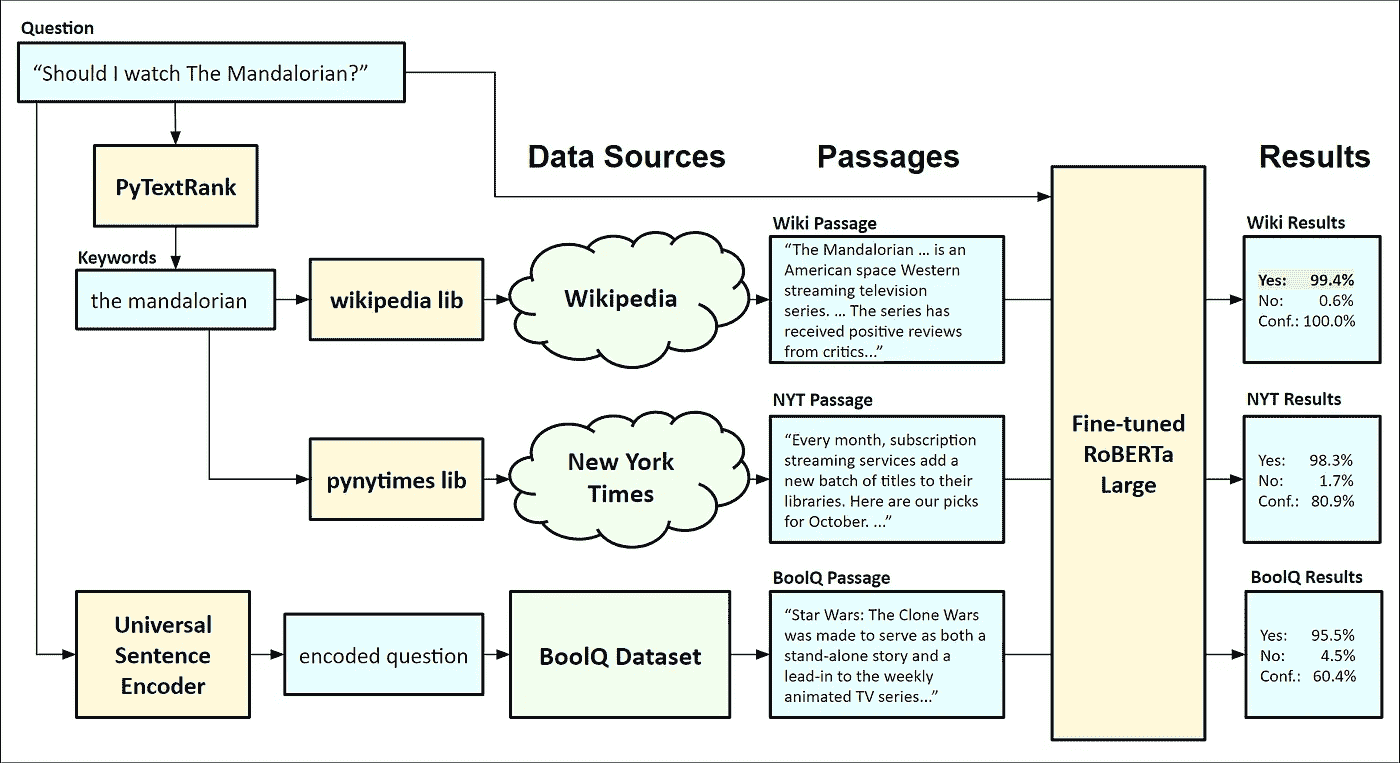 Question
“Should I watch The Mandalorian?”
PyTextRank
Keywords
the mandalorian
Data Sources
Passages
Results
wikipedia lib
Wikipedia
Wiki Passage
“The Mandalorian ... is an
American space Western
streaming television
series. ... The series has
received positive reviews
from critics...”
Wiki Results
Yes: 99.4%
No: 0.6%
Conf.: 100.0%
pynytimes lib
New York
Times
NYT Passage
“Every month, subscription
streaming services add a
new batch of titles to their
libraries. Here are our picks
for October. ...”
Fine-tuned
RoBERTa
Large
NYT Results
Yes: 98.3%
No: 1.7%
Conf.: 80.9%
Universal
Sentence
Encoder
encoded question
BoolQ Dataset
BoolQ Passage
“Star Wars: The Clone Wars
was made to serve as both a
stand-alone story and a
lead-in to the weekly
animated TV series...”
BoolQ Results
Yes: 95.5%
No: 4.5%
Conf.: 60.4%